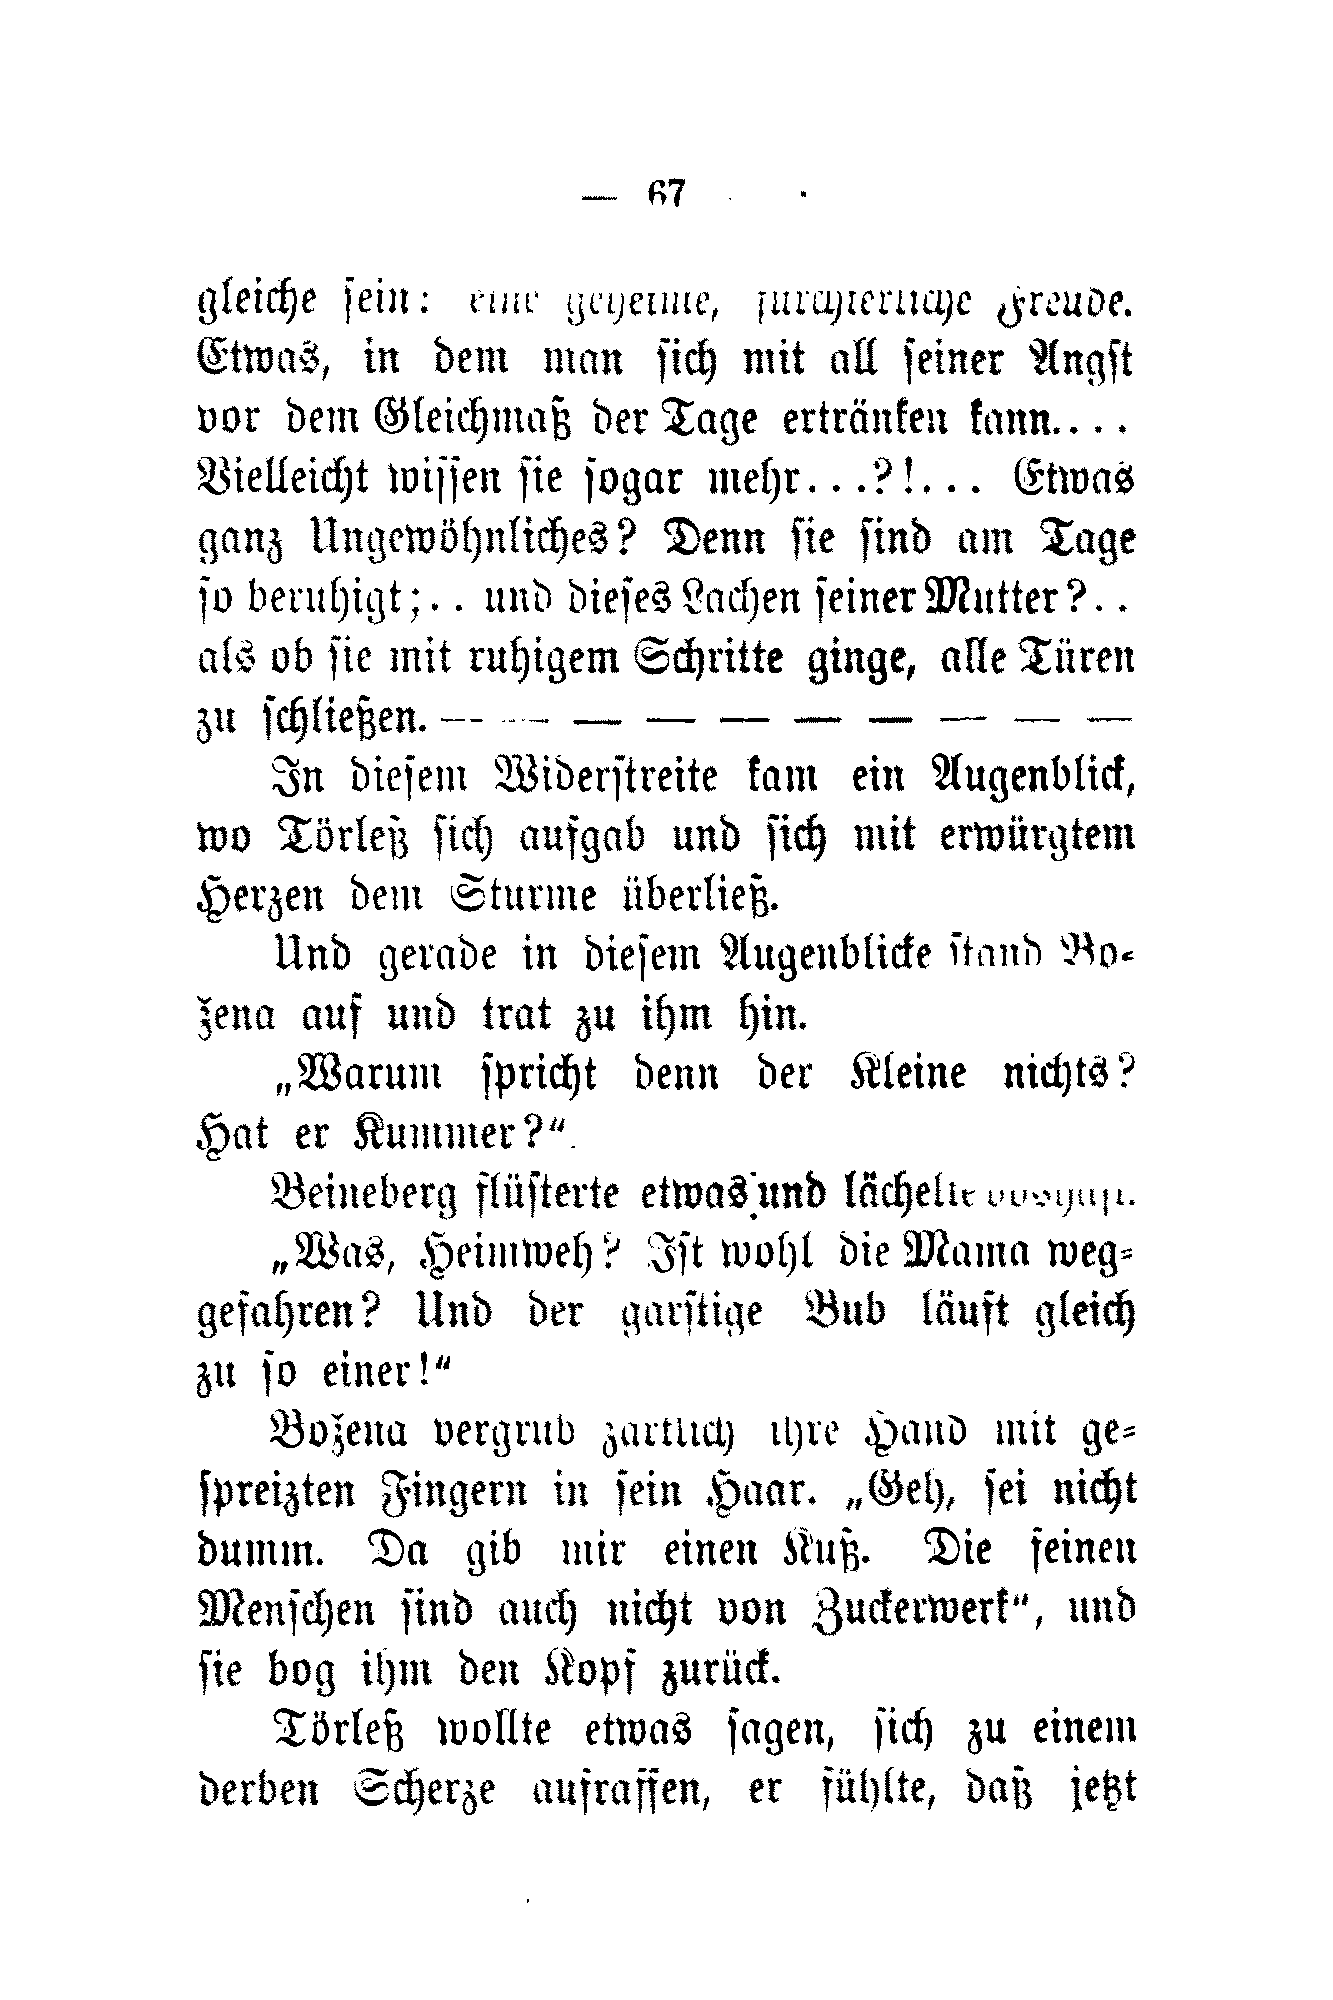 — 67
gleiche sein: eine geheime, fürchterliche Freude.
Etwas, in dem man sich mit all seiner Angst
vor dem Gleichmaß der Tage ertränken kann....
Vielleicht wissen sie sogar mehr...?!... Etwas
ganz Ungewöhnliches? Denn sie sind am Tage
so beruhigt;.. und dieses Lachen seiner Mutter?..
als ob sie mit ruhigem Schritte ginge, alle Türen
zu schließen. — — — — — — — — — —
In diesem Widerstreite kam ein Augenblick,
wo Törleß sich aufgab und sich mit erwürgtem
Herzen dem Sturme überließ.
Und gerade in diesem Augenblicke stand Bo-
žena auf und trat zu ihm hin.
„Warum spricht denn der Kleine nichts?
Hat er Kummer?“
Beineberg flüsterte etwas und lächelte boshaft.
„Was, Heimweh? Ist wohl die Mama weg-
gefahren? Und der garstige Bub läuft gleich
zu so einer!“
Božena vergrub zärtlich ihre Hand mit ge-
spreizten Fingern in sein Haar. „Geh, sei nicht
dumm. Da gib mir einen Kuß. Die feinen
Menschen sind auch nicht von Zuckerwerk“, und
sie bog ihm den Kopf zurück.
Törleß wollte etwas sagen, sich zu einem
derben Scherze aufraffen, er fühlte, daß jetzt